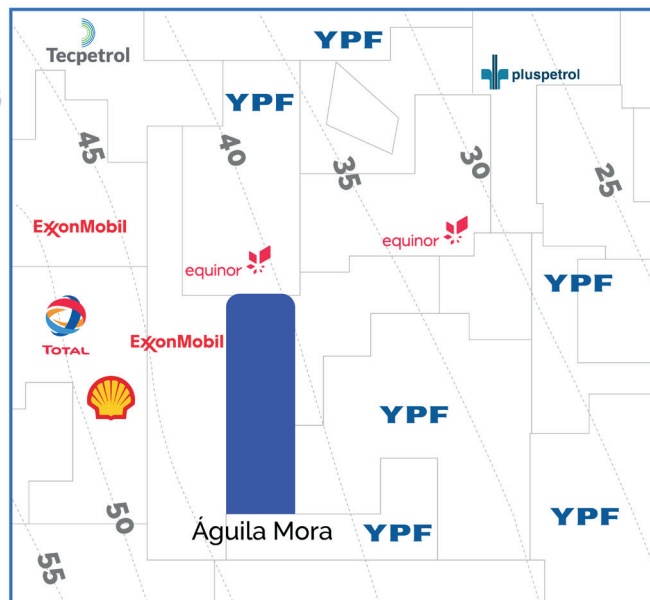 Tecpetrol
YPF
pluspetrol
YPF
45
40
35
30
25
ExxonMobil
equinor
equinor
YPF
TOTAL
ExxonMobil
YPF
50
Águila Mora
YPF
YPF
55